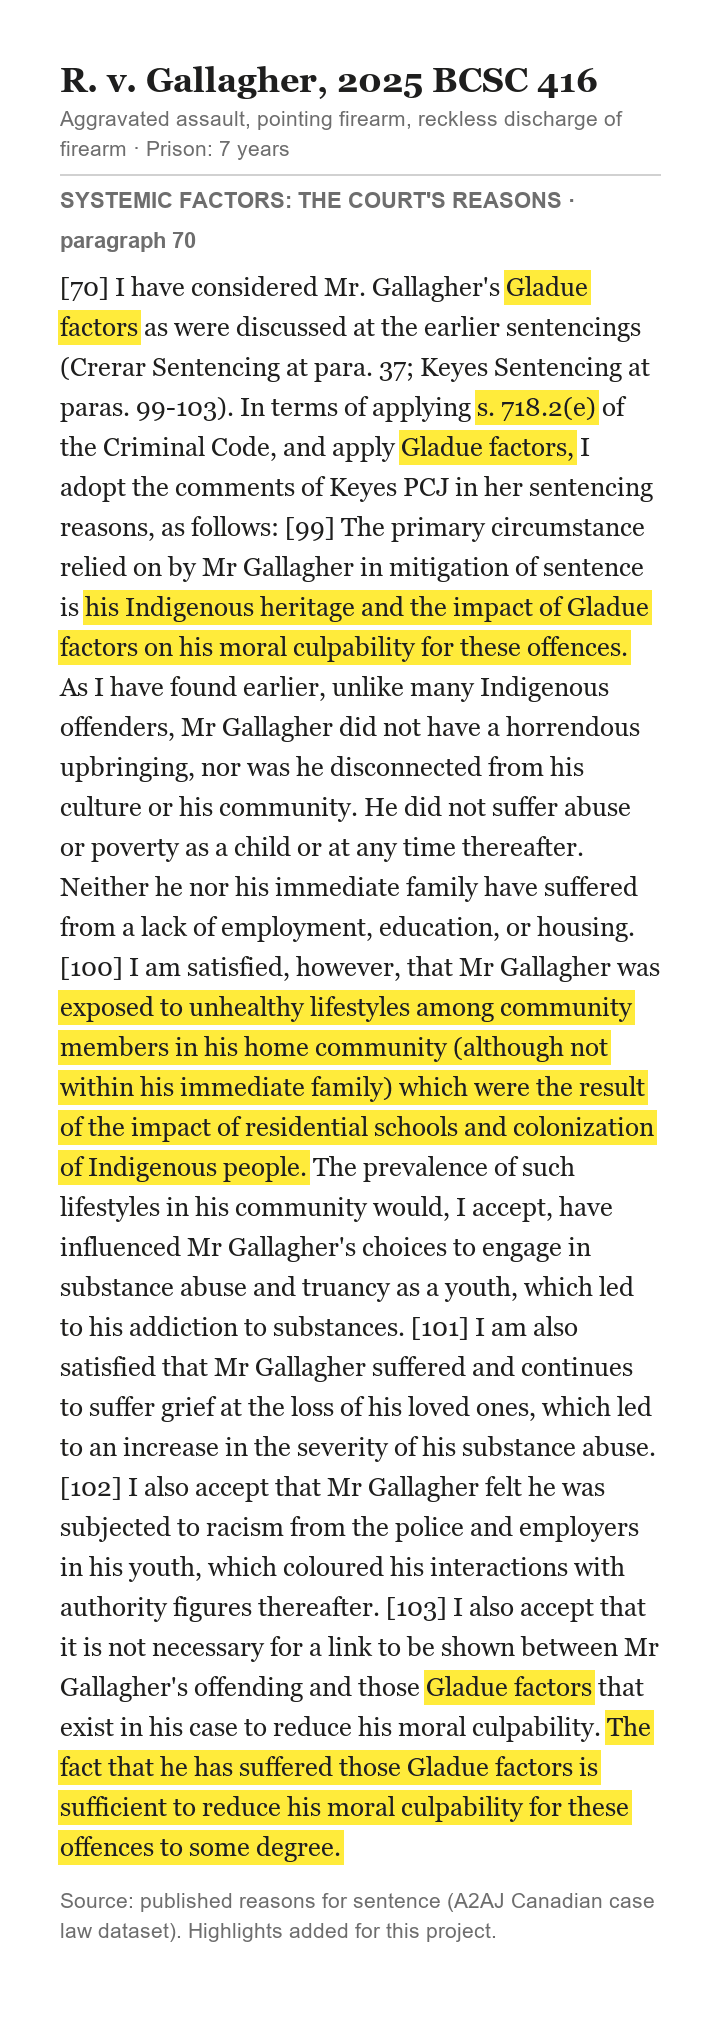 R. v. Gallagher, 2025 BCSC 416
Aggravated assault, pointing firearm, reckless discharge of
firearm · Prison: 7 years
SYSTEMIC FACTORS: THE COURT'S REASONS ·
paragraph 70
[70] I have considered Mr. Gallagher's Gladue
factors as were discussed at the earlier sentencings
(Crerar Sentencing at para. 37; Keyes Sentencing at
paras. 99-103). In terms of applying s. 718.2(e) of
the Criminal Code, and apply Gladue factors, I
adopt the comments of Keyes PCJ in her sentencing
reasons, as follows: [99] The primary circumstance
relied on by Mr Gallagher in mitigation of sentence
is his Indigenous heritage and the impact of Gladue
factors on his moral culpability for these offences.
As I have found earlier, unlike many Indigenous
offenders, Mr Gallagher did not have a horrendous
upbringing, nor was he disconnected from his
culture or his community. He did not suffer abuse
or poverty as a child or at any time thereafter.
Neither he nor his immediate family have suffered
from a lack of employment, education, or housing.
[100] I am satisfied, however, that Mr Gallagher was
exposed to unhealthy lifestyles among community
members in his home community (although not
within his immediate family) which were the result
of the impact of residential schools and colonization
of Indigenous people. The prevalence of such
lifestyles in his community would, I accept, have
influenced Mr Gallagher's choices to engage in
substance abuse and truancy as a youth, which led
to his addiction to substances. [101] I am also
satisfied that Mr Gallagher suffered and continues
to suffer grief at the loss of his loved ones, which led
to an increase in the severity of his substance abuse.
[102] I also accept that Mr Gallagher felt he was
subjected to racism from the police and employers
in his youth, which coloured his interactions with
authority figures thereafter. [103] I also accept that
it is not necessary for a link to be shown between Mr
Gallagher's offending and those Gladue factors that
exist in his case to reduce his moral culpability. The
fact that he has suffered those Gladue factors is
sufficient to reduce his moral culpability for these
offences to some degree.
Source: published reasons for sentence (A2AJ Canadian case
law dataset). Highlights added for this project.